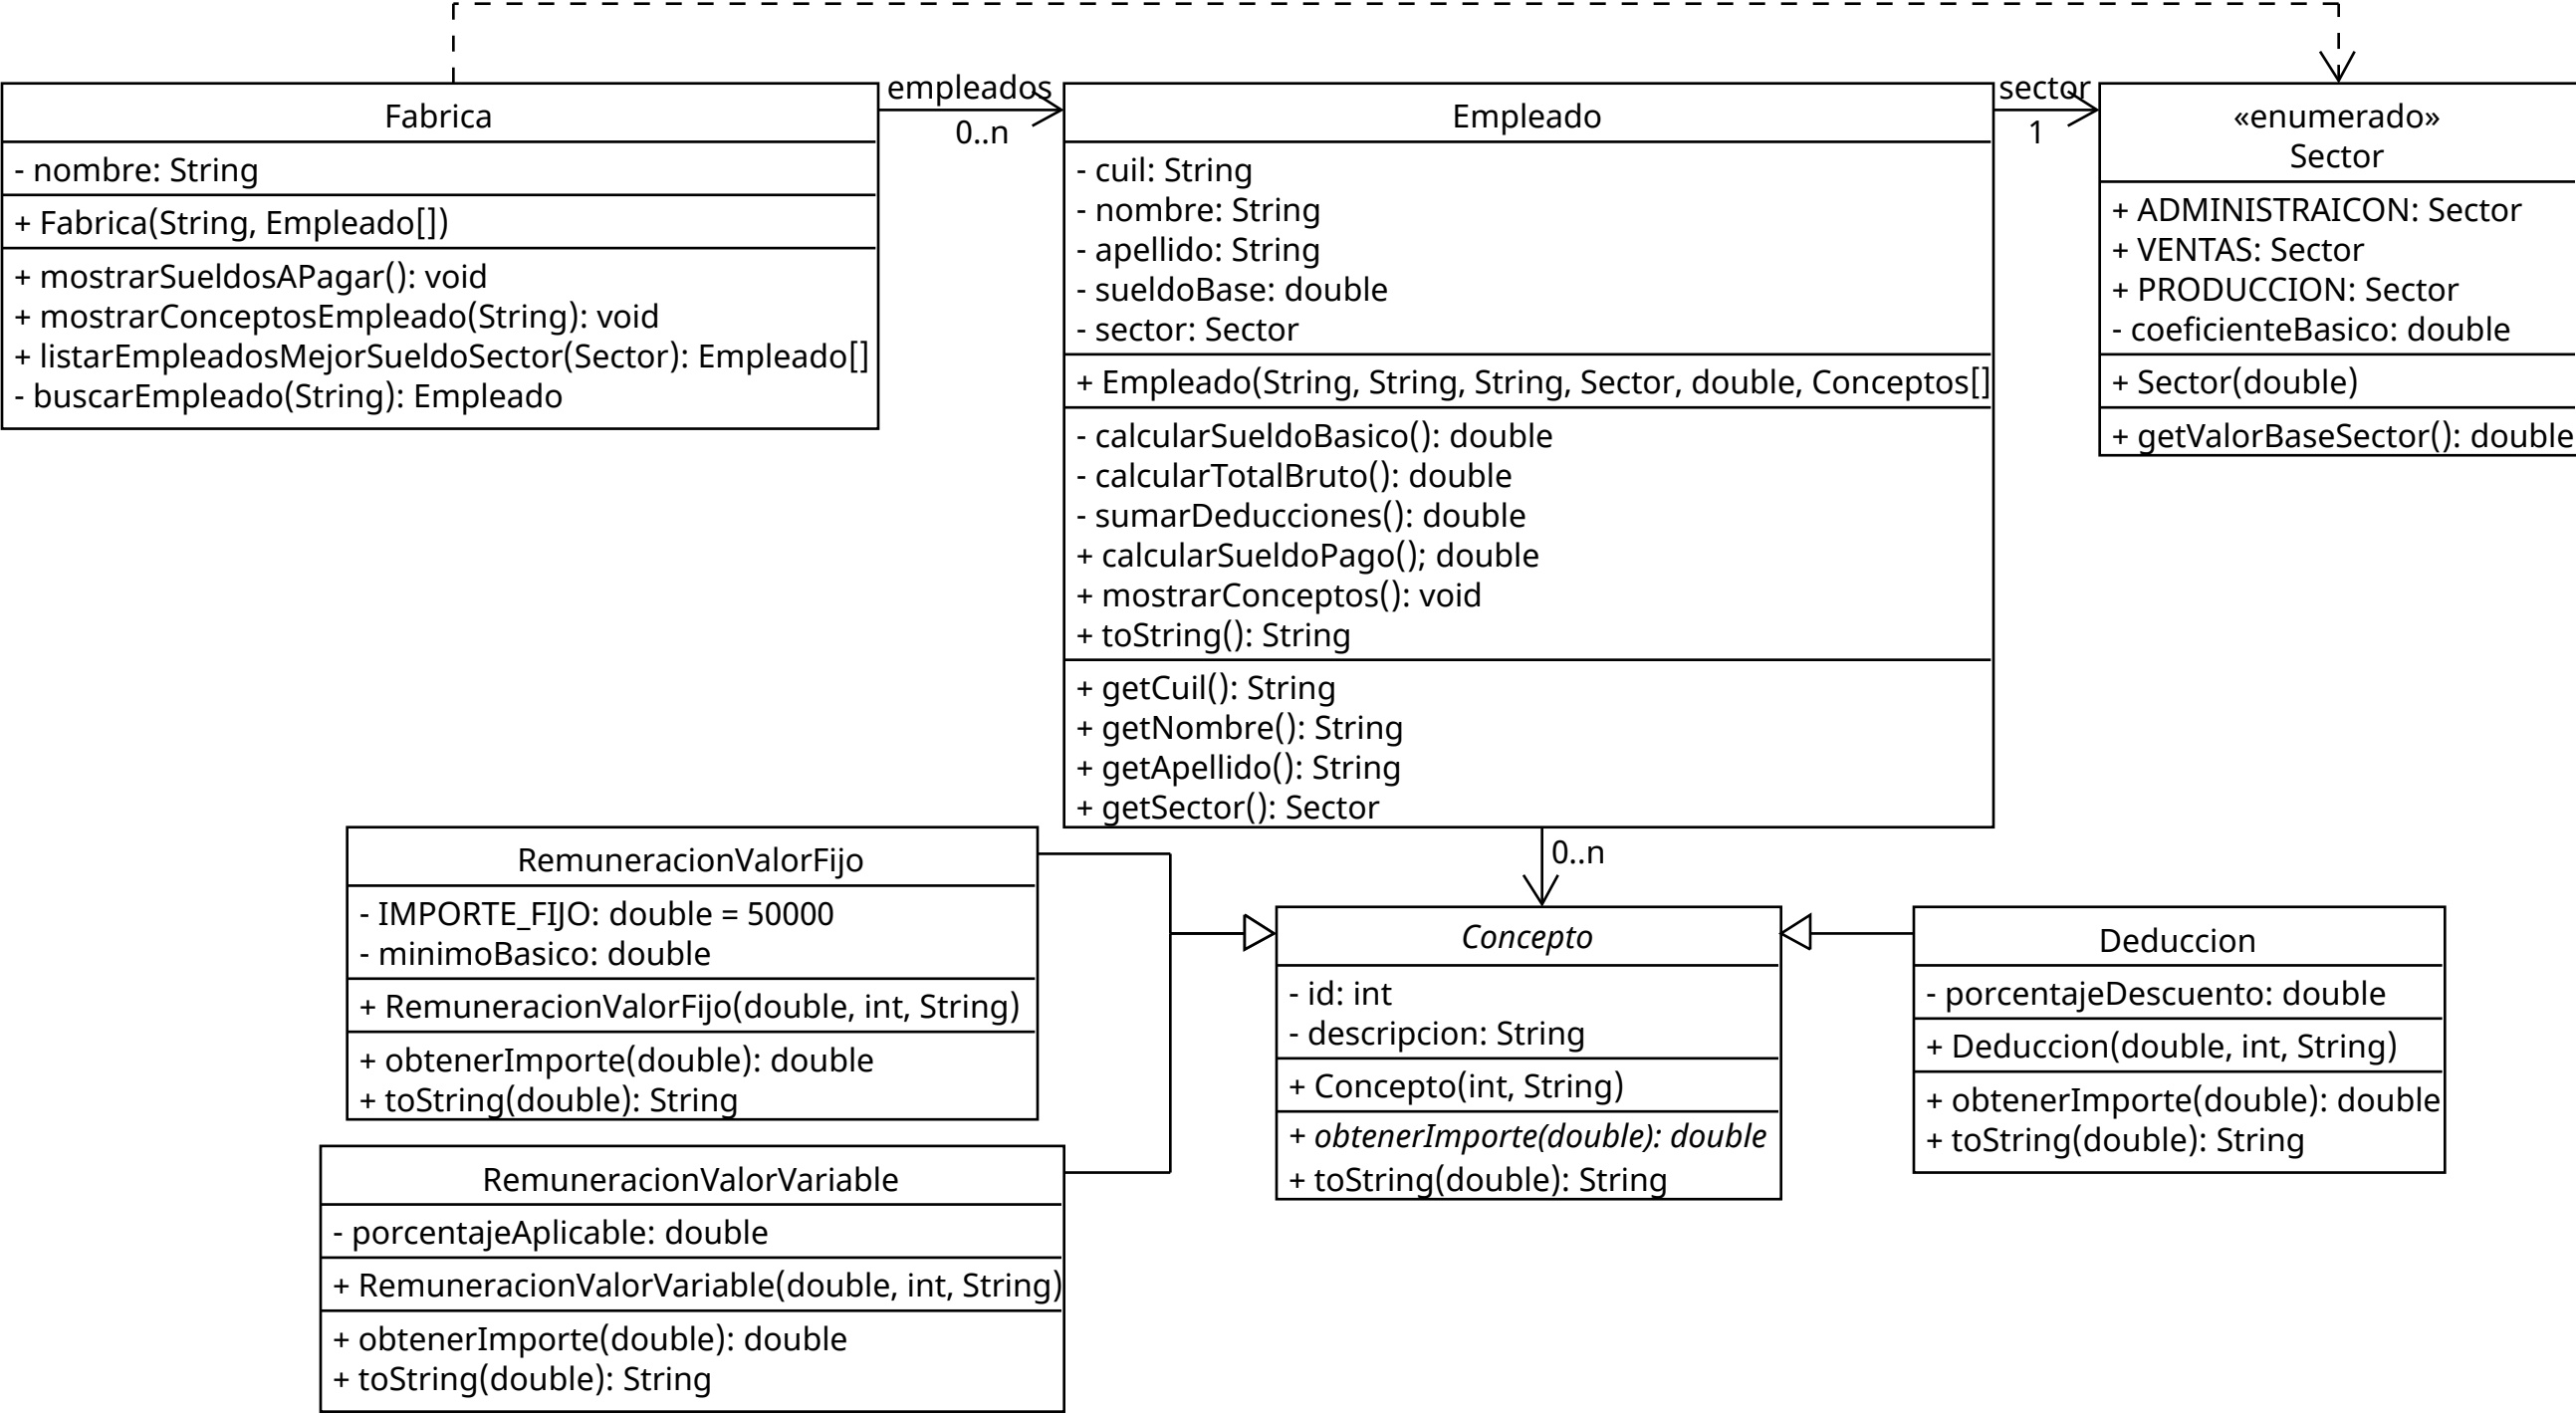 Fabrica
- nombre: String
+ Fabrica(String, Empleado[])
+ mostrarSueldosAPagar(): void
+ mostrarConceptosEmpleado(String): void
+ listarEmpleadosMejorSueldoSector(Sector): Empleado[]
- buscarEmpleado(String): Empleado
empleados
0..n
Empleado
- cuil: String
- nombre: String
- apellido: String
- sueldoBase: double
- sector: Sector
+ Empleado(String, String, String, Sector, double, Conceptos[]
- calcularSueldoBasico(): double
- calcularTotalBruto(): double
- sumarDeducciones(): double
+ calcularSueldoPago(); double
+ mostrarConceptos(): void
+ toString(): String
+ getCuil(): String
+ getNombre(): String
+ getApellido(): String
+ getSector(): Sector
sector
1
«enumerado»
Sector
+ ADMINISTRAICON: Sector
+ VENTAS: Sector
+ PRODUCCION: Sector
- coeficienteBasico: double
+ Sector(double)
+ getValorBaseSector(): double
0..n
RemuneracionValorFijo
- IMPORTE_FIJO: double = 50000
- minimoBasico: double
+ RemuneracionValorFijo(double, int, String)
+ obtenerImporte(double): double
+ toString(double): String
RemuneracionValorVariable
- porcentajeAplicable: double
+ RemuneracionValorVariable(double, int, String)
+ obtenerImporte(double): double
+ toString(double): String
Concepto
- id: int
- descripcion: String
+ Concepto(int, String)
+ obtenerImporte(double): double
+ toString(double): String
Deduccion
- porcentajeDescuento: double
+ Deduccion(double, int, String)
+ obtenerImporte(double): double
+ toString(double): String